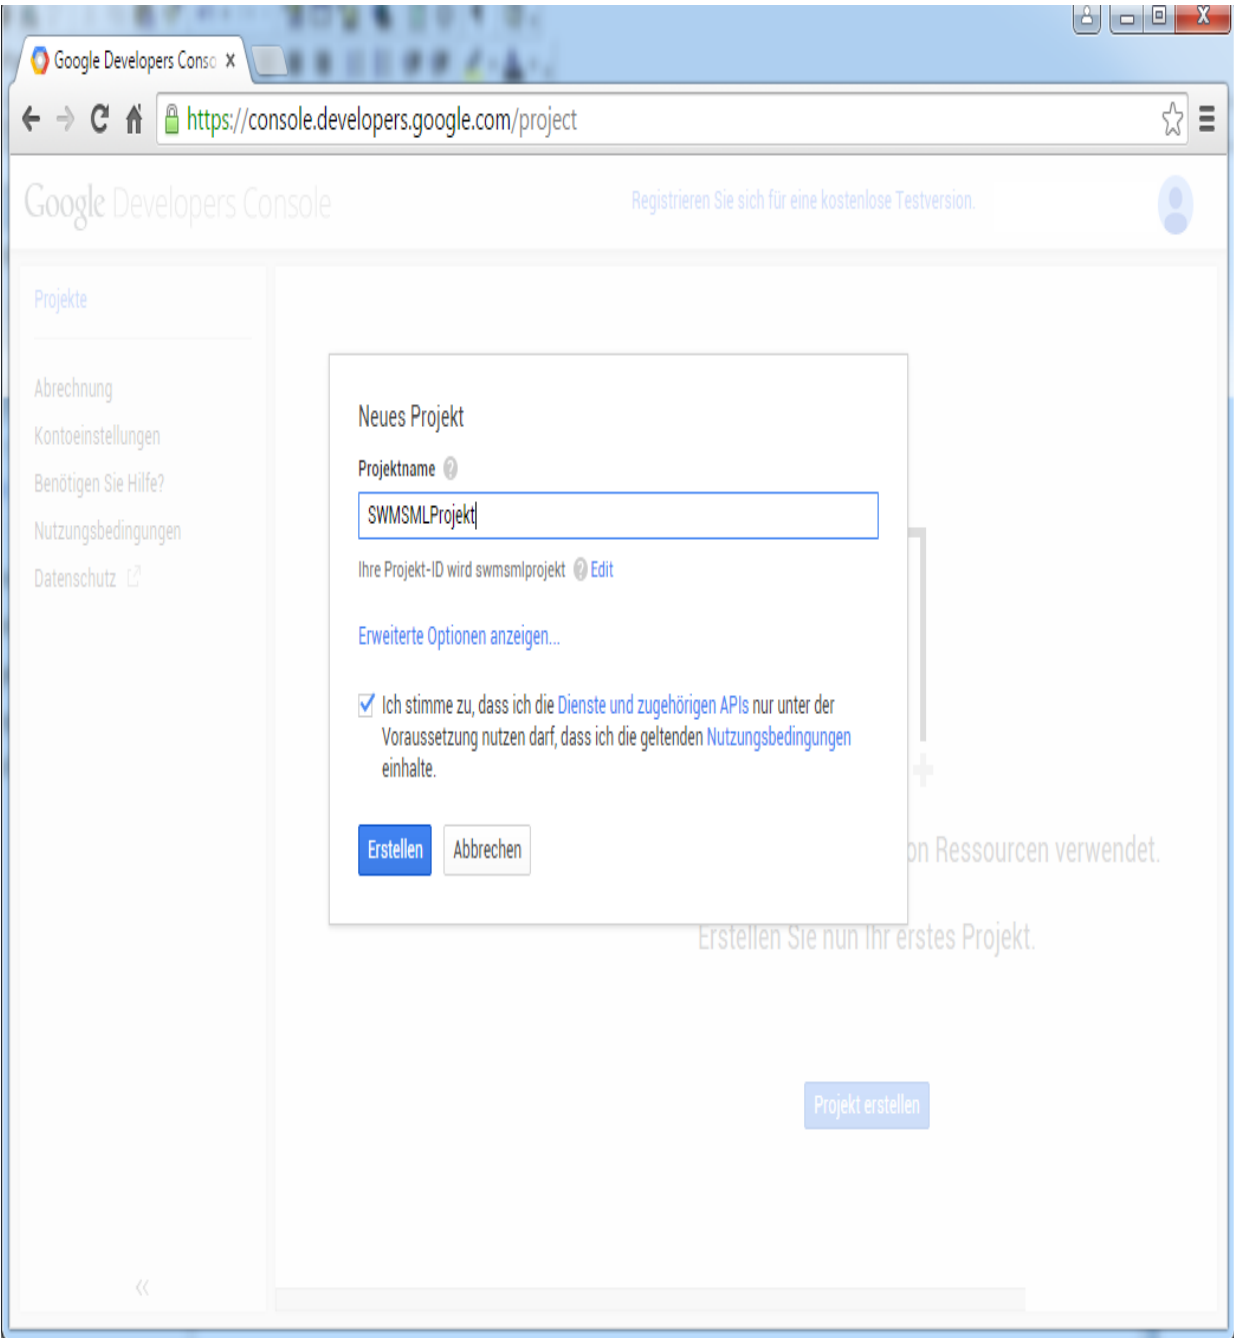 Google Developers Conso
https://console.developers.google.com/project
Google Developers Console
Registrieren Sie sich für eine kostenlose Testversion.
Projekte
Abrechnung
Kontoeinstellungen
Benötigen Sie Hilfe?
Nutzungsbedingungen
Datenschutz
Neues Projekt
Projektname
SWMSMLProjekt
Ihre Projekt-ID wird swmsmlprojekt ? Edit
Erweiterte Optionen anzeigen...
Ich stimme zu, dass ich die Dienste und zugehörigen APIs nur unter der
Voraussetzung nutzen darf, dass ich die geltenden Nutzungsbedingungen
einhalte.
Erstellen
Abbrechen
on Ressourcen verwendet.
Erstellen Sie nun Ihr erstes Projekt.
Projekt erstellen